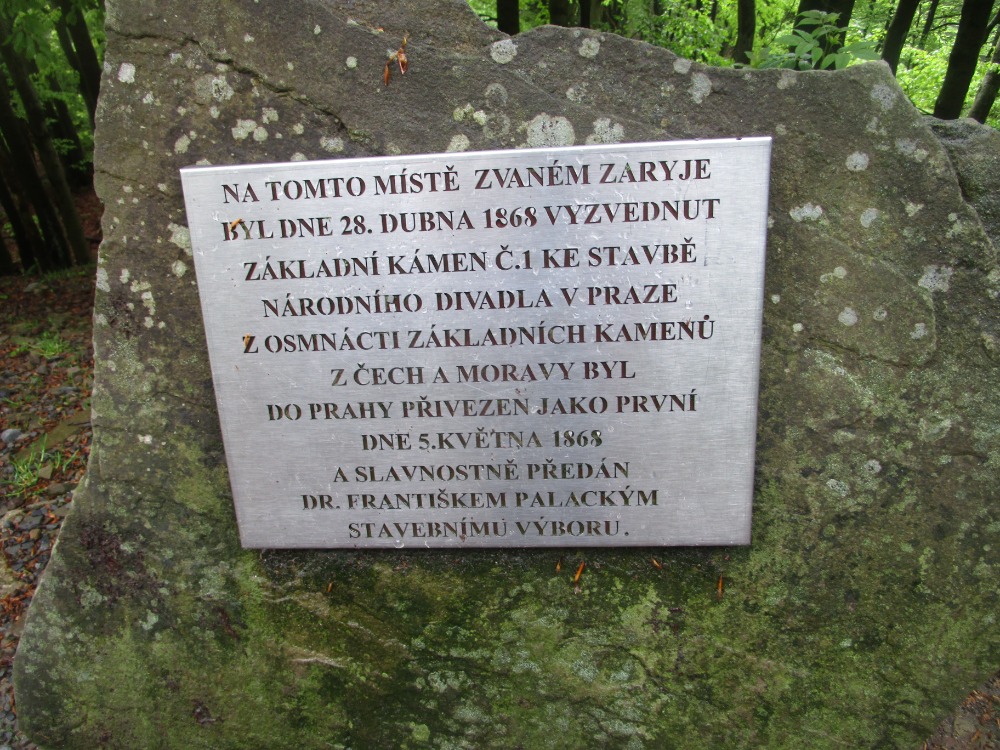 NA TOMTO MÍSTĚ ZVANÉM ZARYJE
BYL DNE 28. DUBNA 1868 VYZVEDNUT
ZÁKLADNÍ KÁMEN Č.1 KE STAVBĚ
NÁRODNÍHO DIVADLA V PRAZE
Z OSMNÁCTI ZÁKLADNÍCH KAMENŮ
Z ČECH A MORAVY BYL
DO PRAHY PŘIVEZEN JAKO PRVNÍ
DNE 5.KVĚTNA 1868
A SLAVNOSTNĚ PŘEDÁN
DR. FRANTIŠKEM PALACKÝM
STAVEBNÍMU VÝBORU.